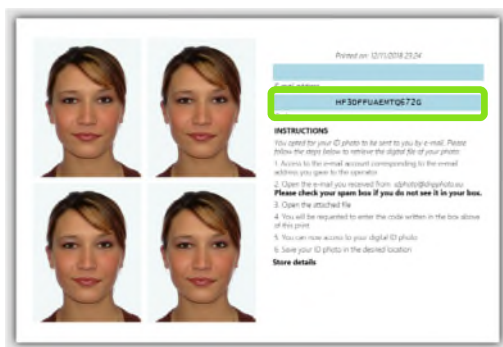 Printed on: 12/11/2018 23:24
E-mail address
INSTRUCTIONS
You opted for your ID photo to be sent to you by e-mail. Please
follow the steps below to retrieve the digital file of your photo:
1. Access to the e-mail account corresponding to the e-mail
address you gave to the operator
2. Open the e-mail you received from:
Please check your spam box if you do not see it in your box.
3. Open the attached file
4. You will be requested to enter the code written in the box above
of this print
5. You can now access to your digital ID photo
6. Save your ID photo in the desired location
Store details